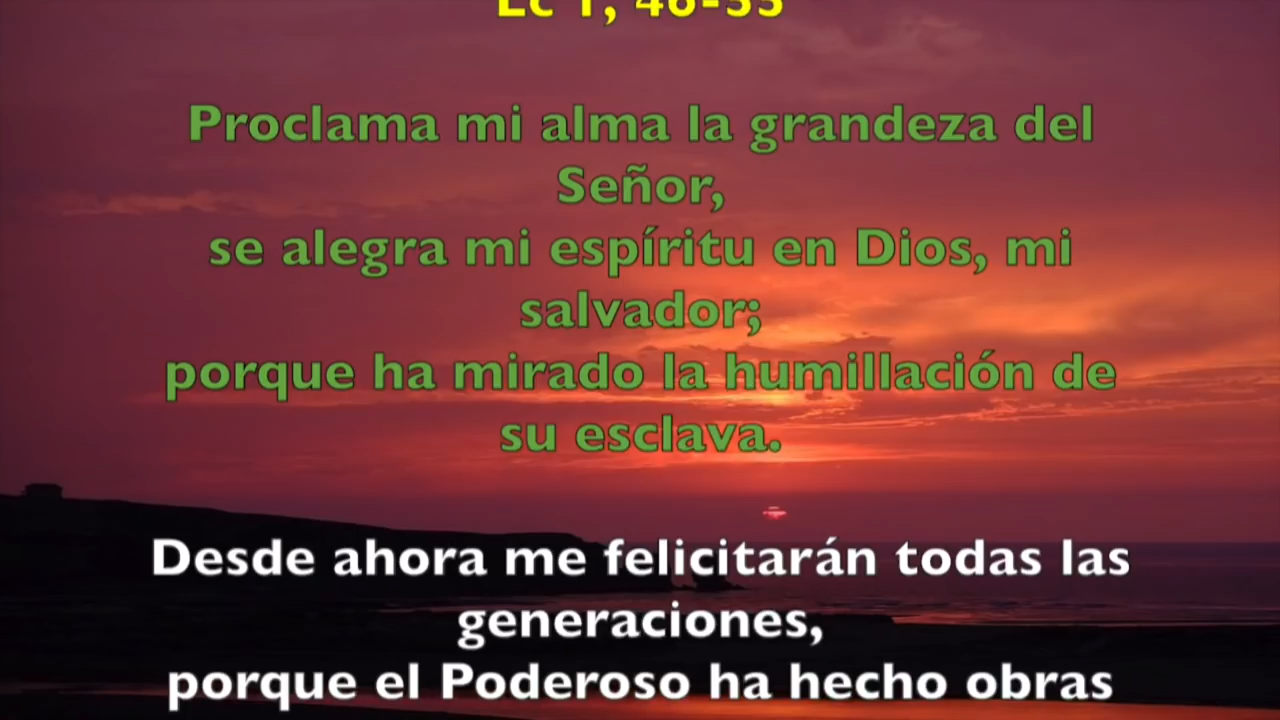 Lc 1, 46-55
Proclama mi alma la grandeza del
Señor,
se alegra mi espíritu en Dios, mi
salvador;
porque ha mirado la humillación de
su esclava.
Desde ahora me felicitarán todas las
generaciones,
porque el Poderoso ha hecho obras